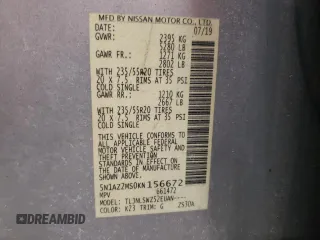 MFD BY NISSAN MOTOR CO., LTD.
DATE: 07/19
GVWR: 2395 KG
5280 LB
GAWR FR: 1271 KG
2802 LB
WITH 235/55R20 TIRES
20 X 7.5 RIMS AT 35 PSI
COLD SINGLE
GAWR RR: 1210 KG
2667 LB
WITH 235/55R20 TIRES
20 X 7.5 RIMS AT 35 PSI
COLD SINGLE
THIS VEHICLE CONFORMS TO
ALL APPLICABLE FEDERAL
MOTOR VEHICLE SAFETY
STANDARDS IN EFFECT ON
THE DATE OF MANUFACTURE
SHOWN ABOVE
5N1AZ2MS0KN156672
MPV 861472
MODEL:
COLOR: K23 TRIM: G